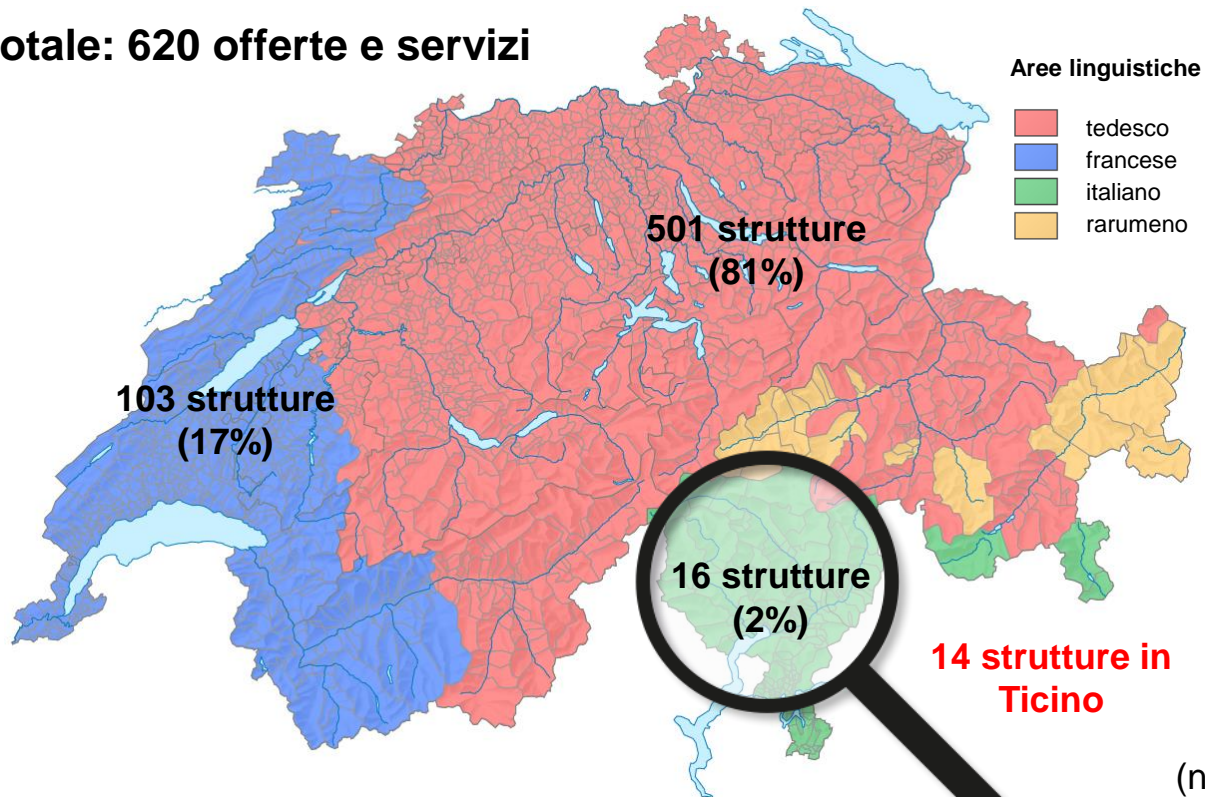 otale: 620 offerte e servizi
Aree linguistiche
tedesco
francese
italiano
rarumeno
501 strutture
(81%)
103 strutture
(17%)
16 strutture
(2%)
14 strutture in
Ticino
(n